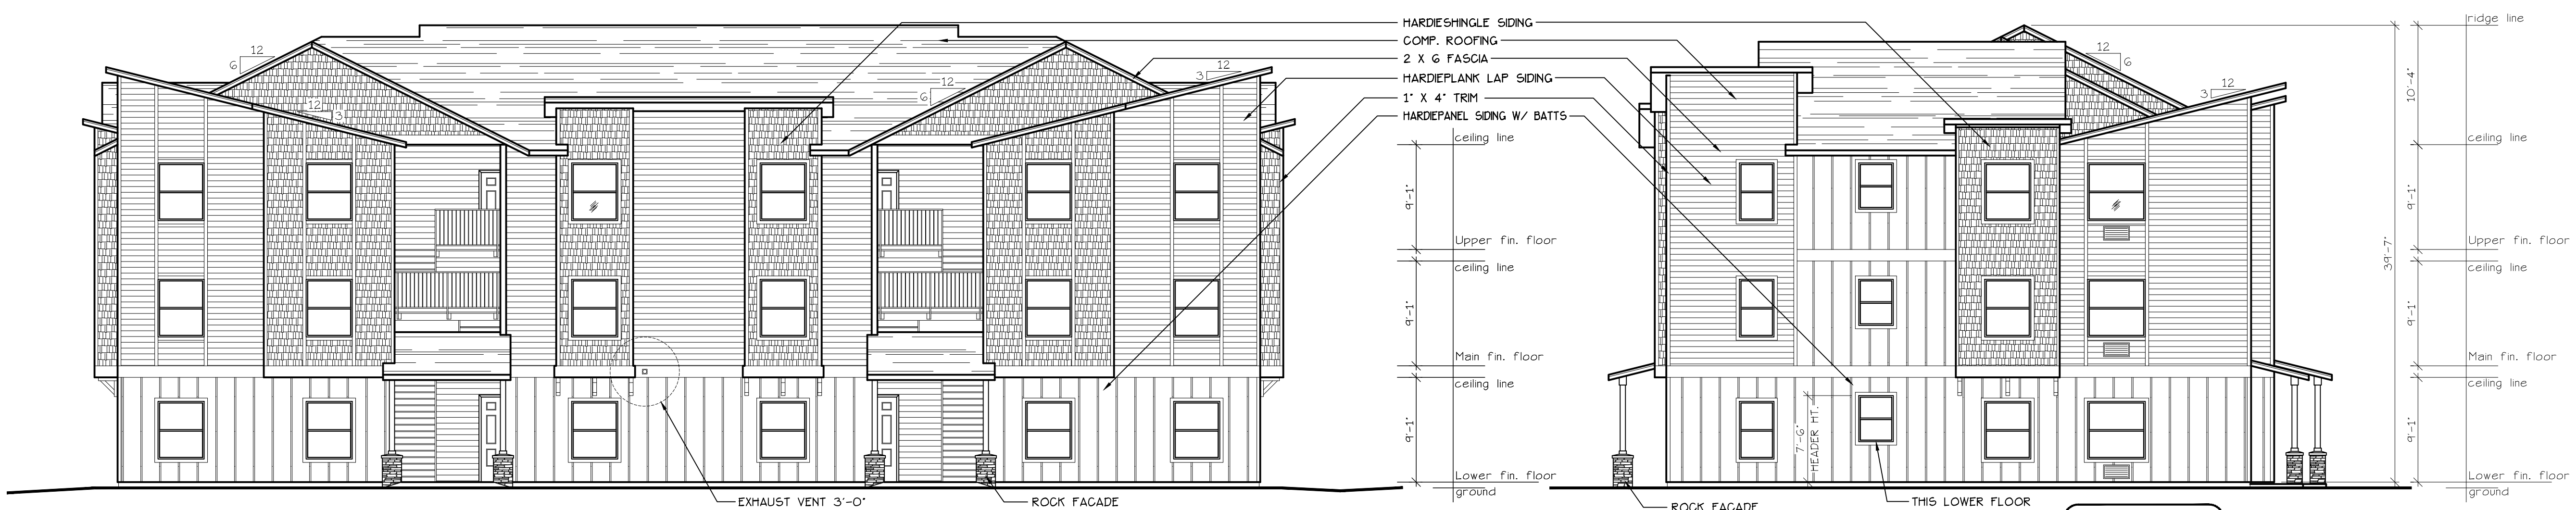 HARDIESHINGLE SIDING
COMP. ROOFING
2 X 6 FASCIA
HARDIEPLANK LAP SIDING
1" X 4" TRIM
HARDIEPANEL SIDING W/ BATTS
12
6
12
3
12
6
12
3
ceiling line
9'-1"
Upper fin. floor
ceiling line
9'-1"
Main fin. floor
ceiling line
9'-1"
Lower fin. floor
ground
EXHAUST VENT 3'-0"
ROCK FACADE
12
6
12
3
7'-6"
HEADER HT.
ROCK FACADE
THIS LOWER FLOOR
39'-7"
ridge line
10'-4"
ceiling line
9'-1"
Upper fin. floor
ceiling line
9'-1"
Main fin. floor
ceiling line
9'-1"
Lower fin. floor
ground